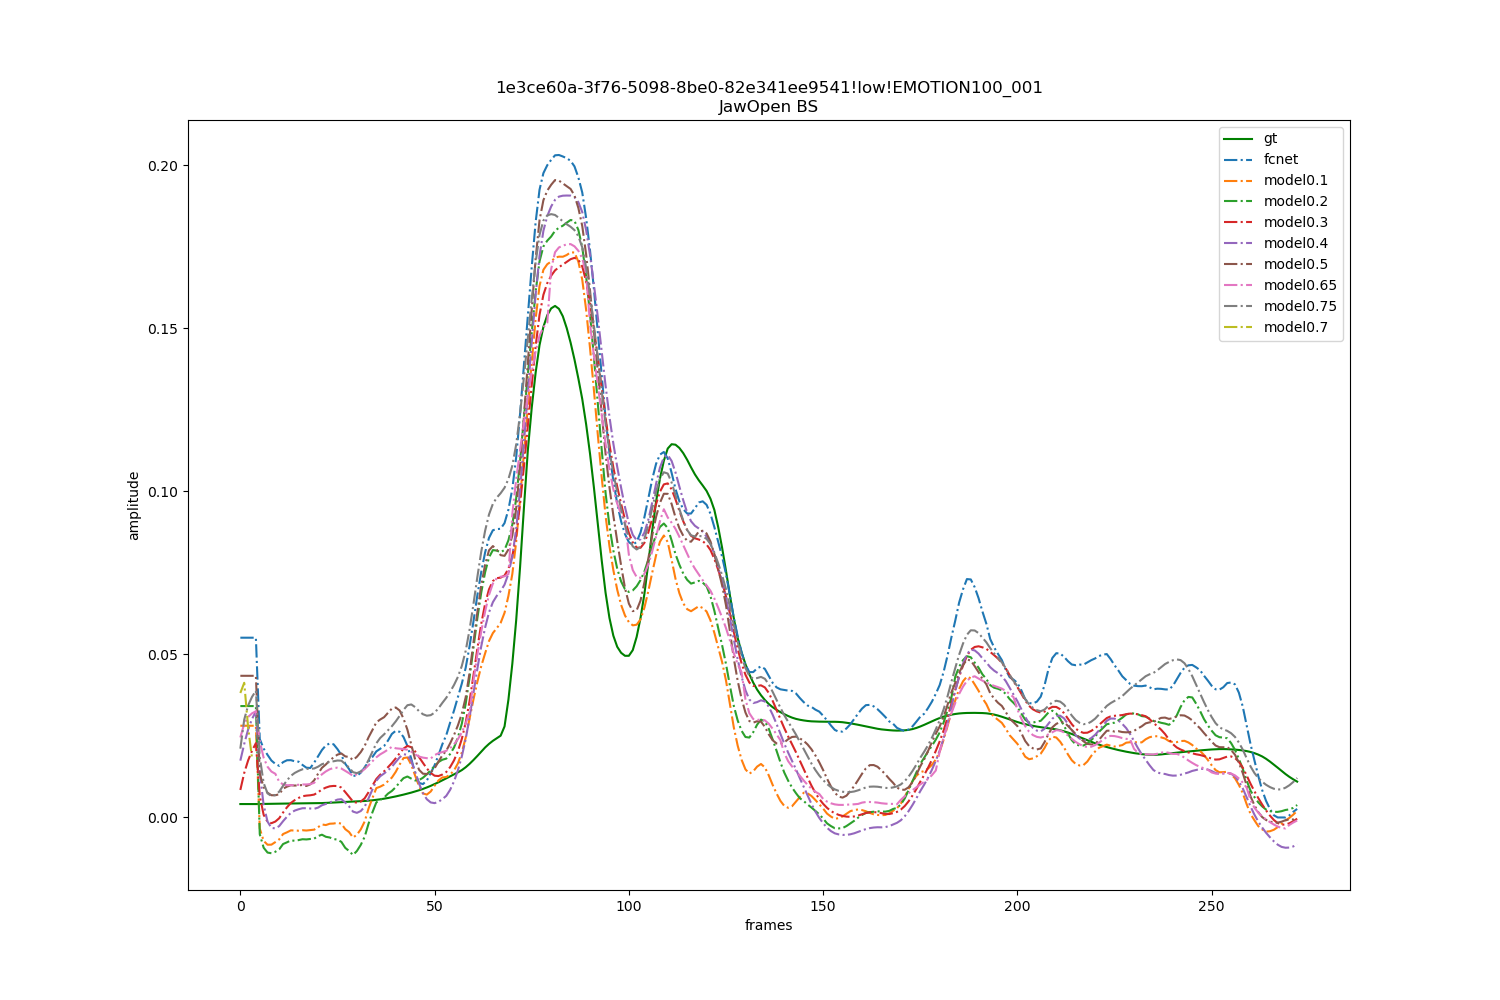 1e3ce60a-3f76-5098-8be0-82e341ee9541!low!EMOTION100_001
JawOpen BS
gt
fcnet
model0.1
model0.2
model0.3
model0.4
model0.5
model0.65
model0.75
model0.7
amplitude
0.20
0.15
0.10
0.05
0.00
0 50 100 150 200 250
frames